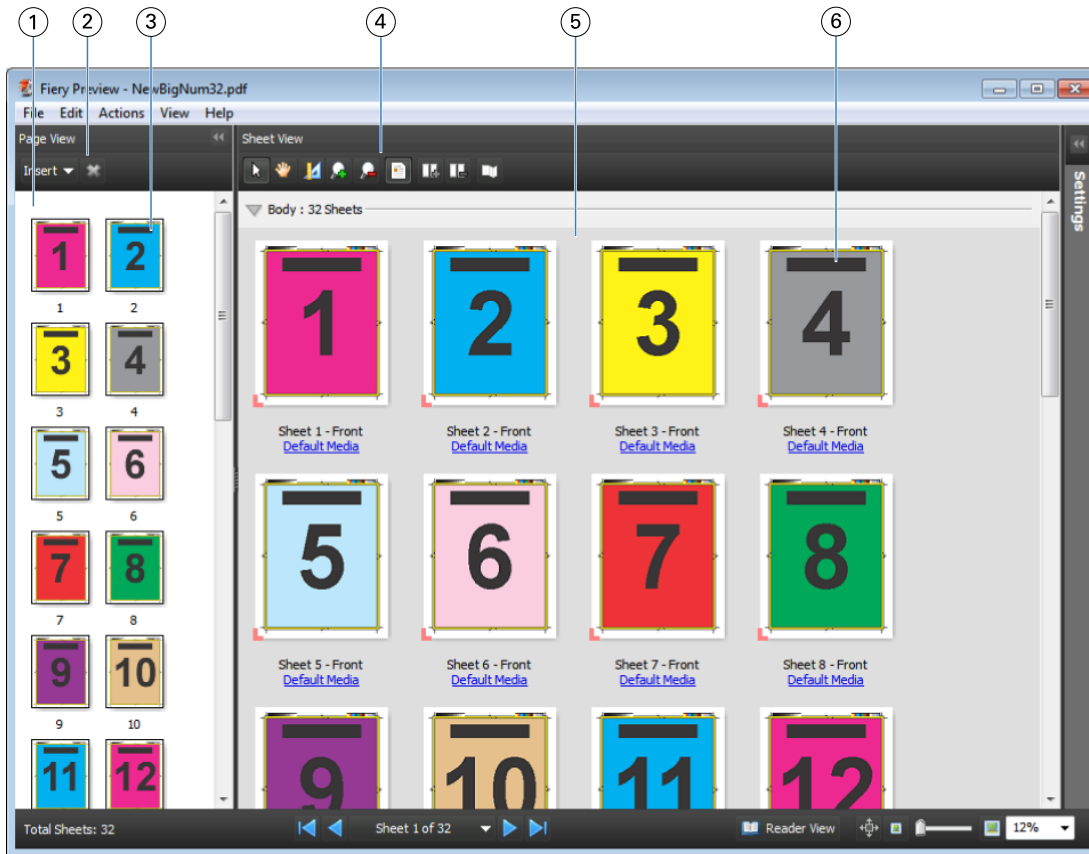 1 2 3 4 5 6
Fiery Preview - NewBigNum32.pdf
File Edit Actions View Help
Page View
Sheet View
Insert
Settings
Body : 32 Sheets
1 2
1 2
3 4
3 4
5 6
5 6
7 8
7 8
9 10
9 10
11 12
1 2 3 4
Sheet 1 - Front Sheet 2 - Front Sheet 3 - Front Sheet 4 - Front
Default Media Default Media Default Media Default Media
5 6 7 8
Sheet 5 - Front Sheet 6 - Front Sheet 7 - Front Sheet 8 - Front
Default Media Default Media Default Media Default Media
9 10 11 12
Total Sheets: 32
Sheet 1 of 32
Reader View
12%